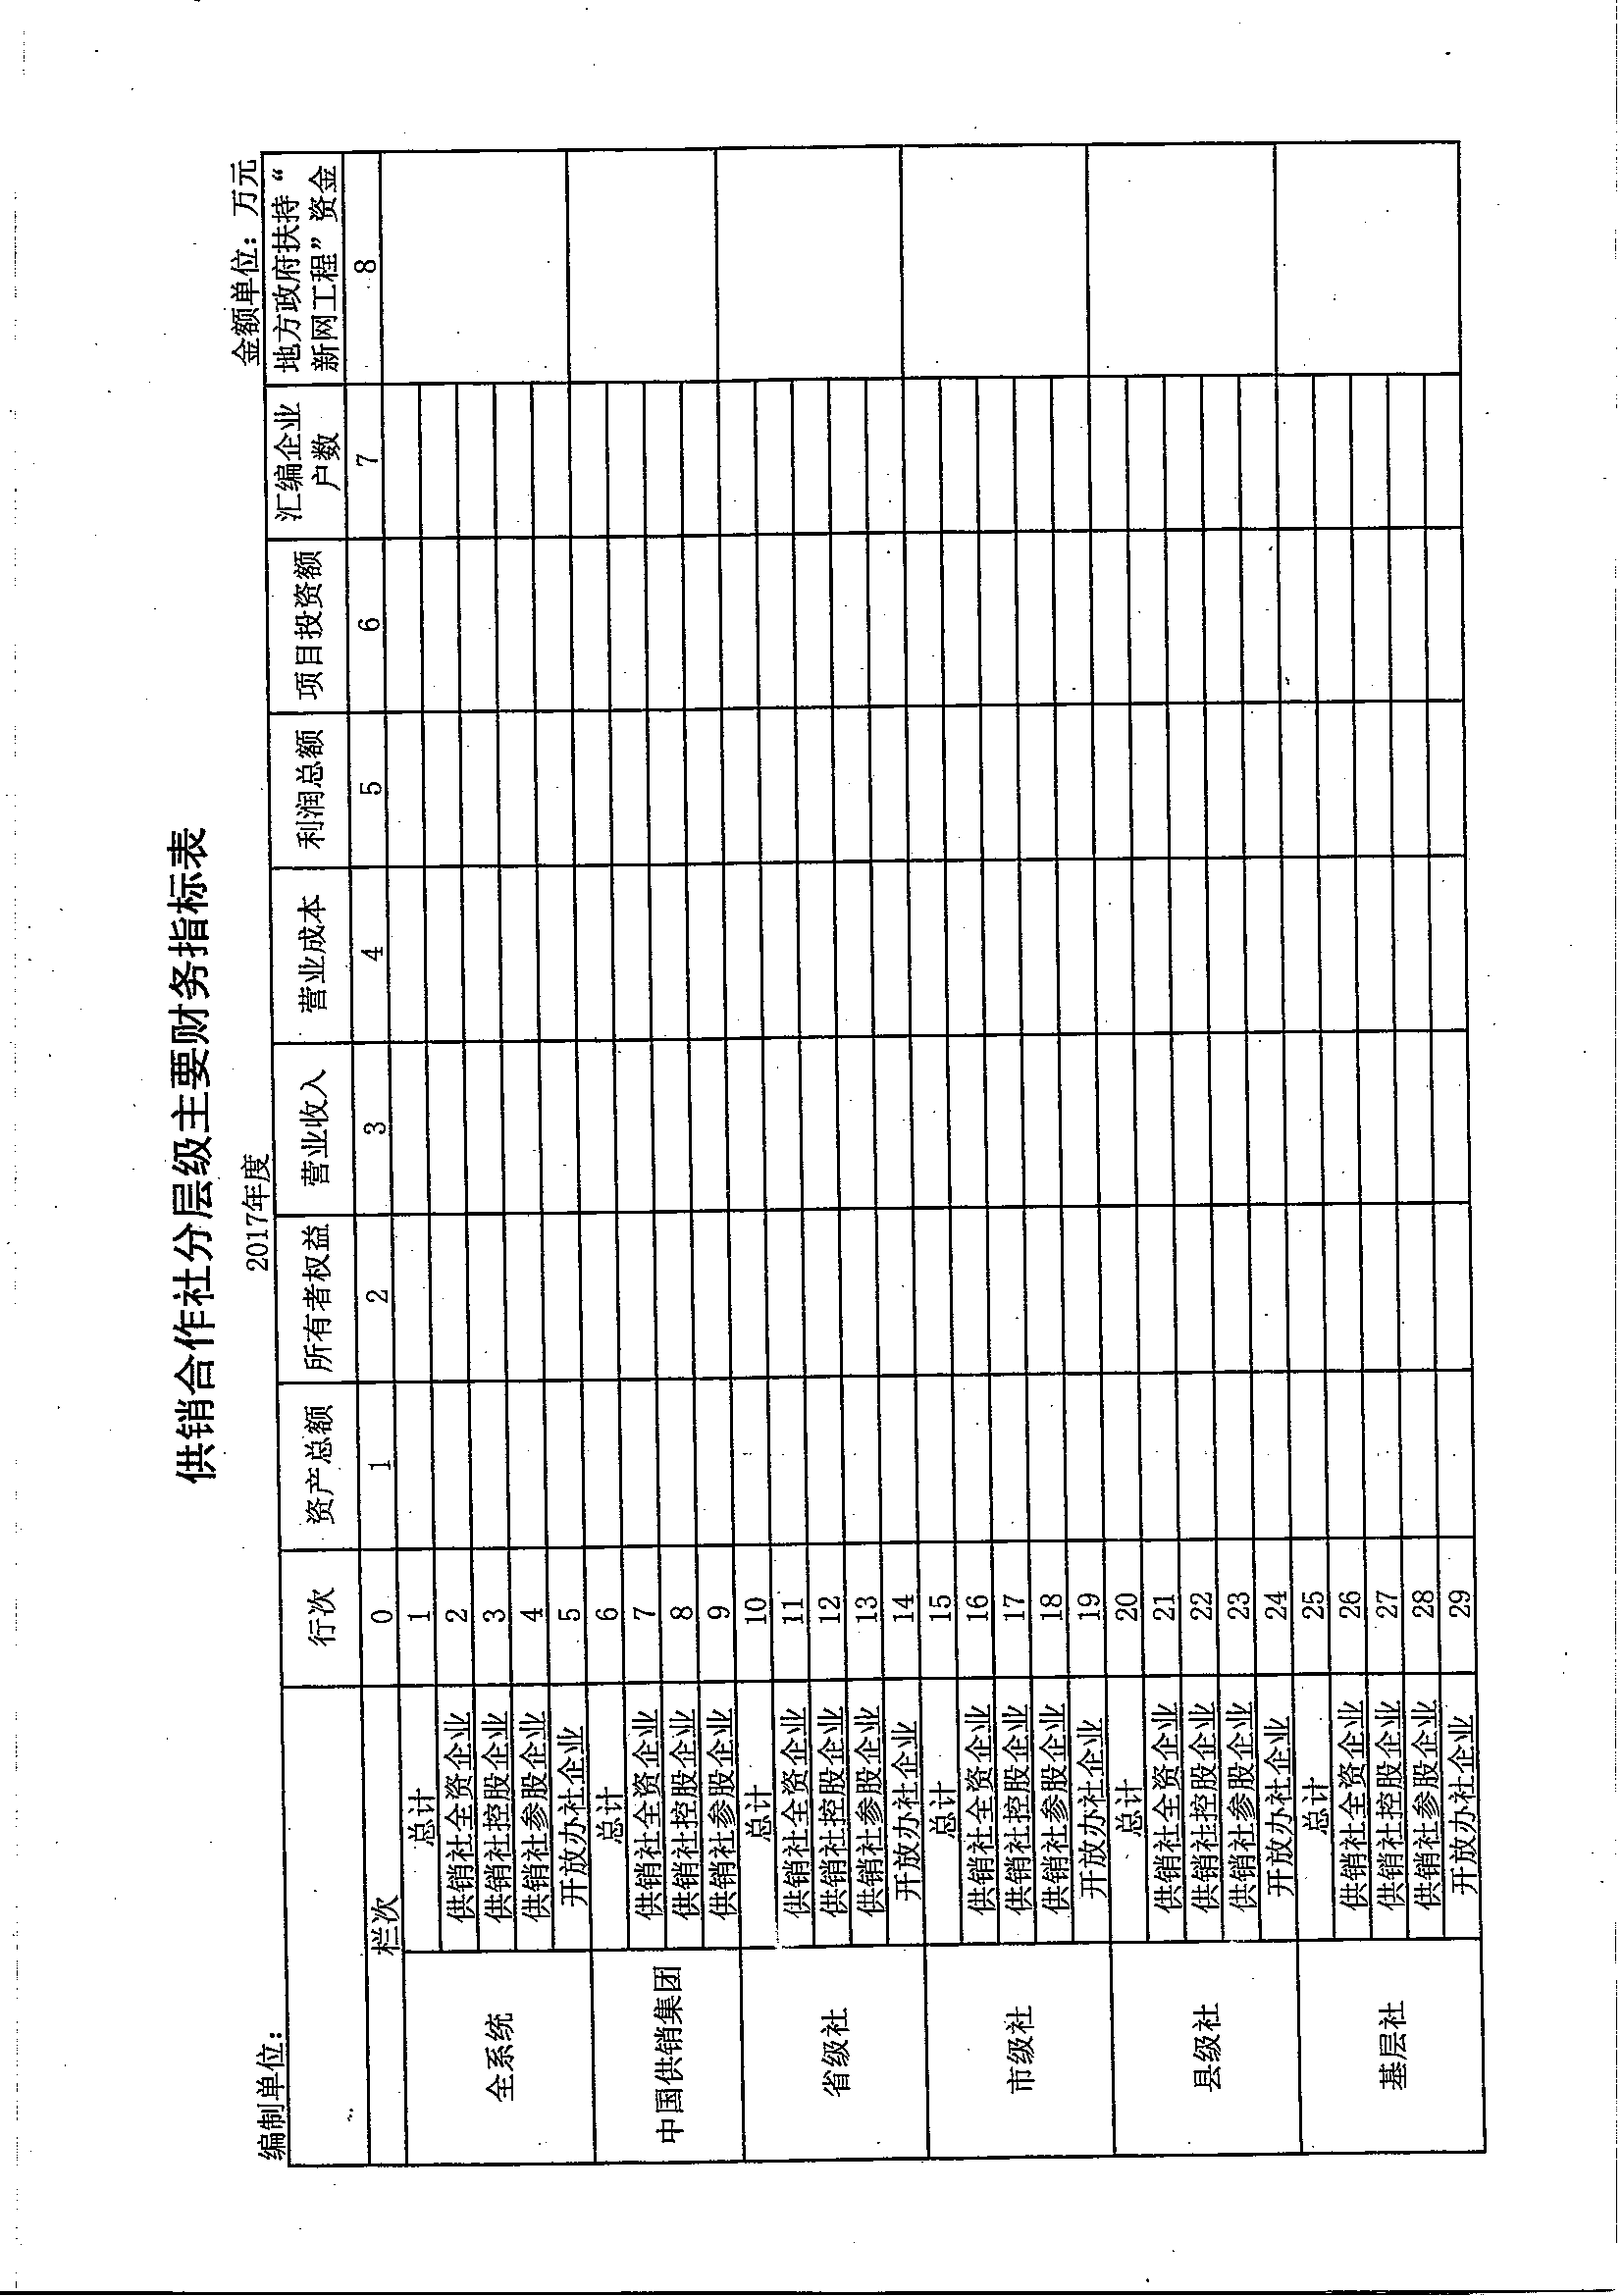 供销合作社分层级主要财务指标表
2017年度
编制单位： 金额单位：万元
行次 资产总额 所有者权益 营业收入 营业成本 利润总额 项目投资额 汇编企业户数 地方政府扶持“新网工程”资金
栏次 0 1 2 3 4 5 6 7 8
全系统 总计 1
供销社全资企业 2
供销社控股企业 3
供销社参股企业 4
开放办社企业 5
中国供销集团 总计 6
供销社全资企业 7
供销社控股企业 8
供销社参股企业 9
省级社 总计 10
供销社全资企业 11
供销社控股企业 12
供销社参股企业 13
开放办社企业 14
市级社 总计 15
供销社全资企业 16
供销社控股企业 17
供销社参股企业 18
开放办社企业 19
县级社 总计 20
供销社全资企业 21
供销社控股企业 22
供销社参股企业 23
开放办社企业 24
基层社 总计 25
供销社全资企业 26
供销社控股企业 27
供销社参股企业 28
开放办社企业 29